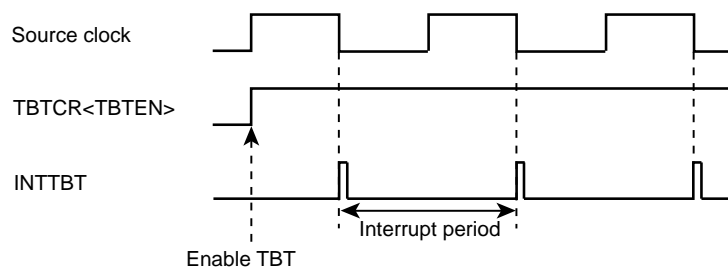 Source clock
TBTCR<TBTEN>
INTTBT
Interrupt period
Enable TBT